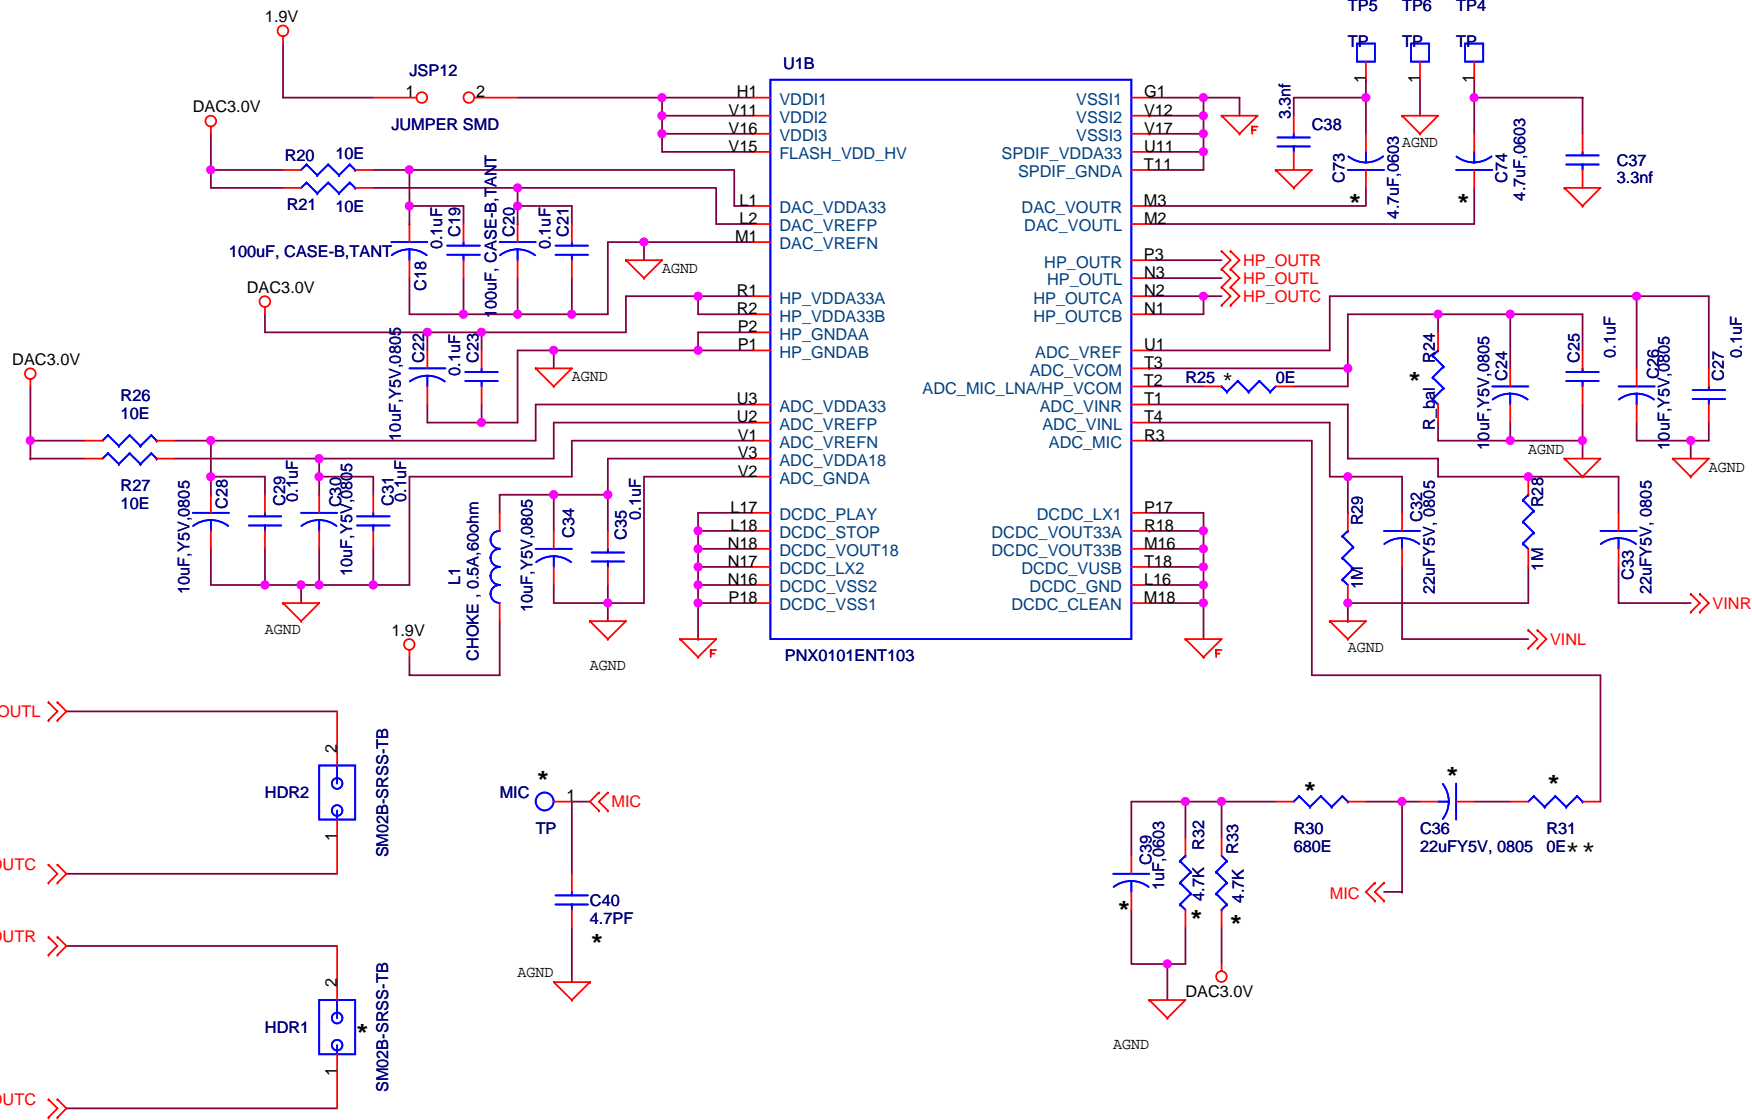 1.9V
JSP12
1
2
JUMPER SMD
DAC3.0V
R20
10E
R21
10E
100uF, CASE-B,TANT
C18
0.1uF
C19
100uF, CASE-B,TANT
C20
0.1uF
C21
AGND
DAC3.0V
10uF,Y5V,0805
C22
0.1uF
C23
AGND
DAC3.0V
R26
10E
R27
10E
10uF,Y5V,0805
C28
C29
0.1uF
C30
10uF,Y5V,0805
C31
0.1uF
AGND
L1
CHOKE , 0.5A,60ohm
10uF,Y5V,0805
C34
C35
0.1uF
1.9V
AGND
U1B
H1 VDDI1
V11 VDDI2
V16 VDDI3
V15 FLASH_VDD_HV
L1 DAC_VDDA33
L2 DAC_VREFP
M1 DAC_VREFN
R1 HP_VDDA33A
R2 HP_VDDA33B
P2 HP_GNDAA
P1 HP_GNDAB
U3 ADC_VDDA33
U2 ADC_VREFP
V1 ADC_VREFN
V3 ADC_VDDA18
V2 ADC_GNDA
L17 DCDC_PLAY
L18 DCDC_STOP
N18 DCDC_VOUT18
N17 DCDC_LX2
N16 DCDC_VSS2
P18 DCDC_VSS1
F
VSSI1 G1
VSSI2 V12
VSSI3 V17
SPDIF_VDDA33 U11
SPDIF_GNDA T11
F
DAC_VOUTR M3
DAC_VOUTL M2
HP_OUTR P3 HP_OUTR
HP_OUTL N3 HP_OUTL
HP_OUTCA N2 HP_OUTC
HP_OUTCB N1
ADC_VREF U1
ADC_VCOM T3
ADC_MIC_LNA/HP_VCOM T2
ADC_VINR T1
ADC_VINL T4
ADC_MIC R3
DCDC_LX1 P17
DCDC_VOUT33A R18
DCDC_VOUT33B M16
DCDC_VUSB T18
DCDC_GND L16
DCDC_CLEAN M18
F
PNX0101ENT103
TP5 TP6 TP4
TP TP TP
1 1 1
3.3nf
C38
C73
*
4.7uF,0603
AGND
C74
*
4.7uF,0603
C37
3.3nf
R25 * 0E
R24
*
R_bal
10uF,Y5V,0805
C24
C25
0.1uF
C26
10uF,Y5V,0805
C27
0.1uF
AGND
AGND
R29
1M
C32
22uFY5V, 0805
R28
1M
C33
22uFY5V, 0805
VINR
AGND
VINL
OUTL
2
HDR2
1
SM02B-SRSS-TB
OUTC
OUTR
2
HDR1
*
1
SM02B-SRSS-TB
OUTC
*
MIC
1
MIC
TP
C40
4.7PF
*
AGND
C39
1uF,0603
*
R32
4.7K
*
R33
4.7K
*
DAC3.0V
AGND
*
R30
680E
*
C36
22uFY5V, 0805
*
R31
0E* *
MIC